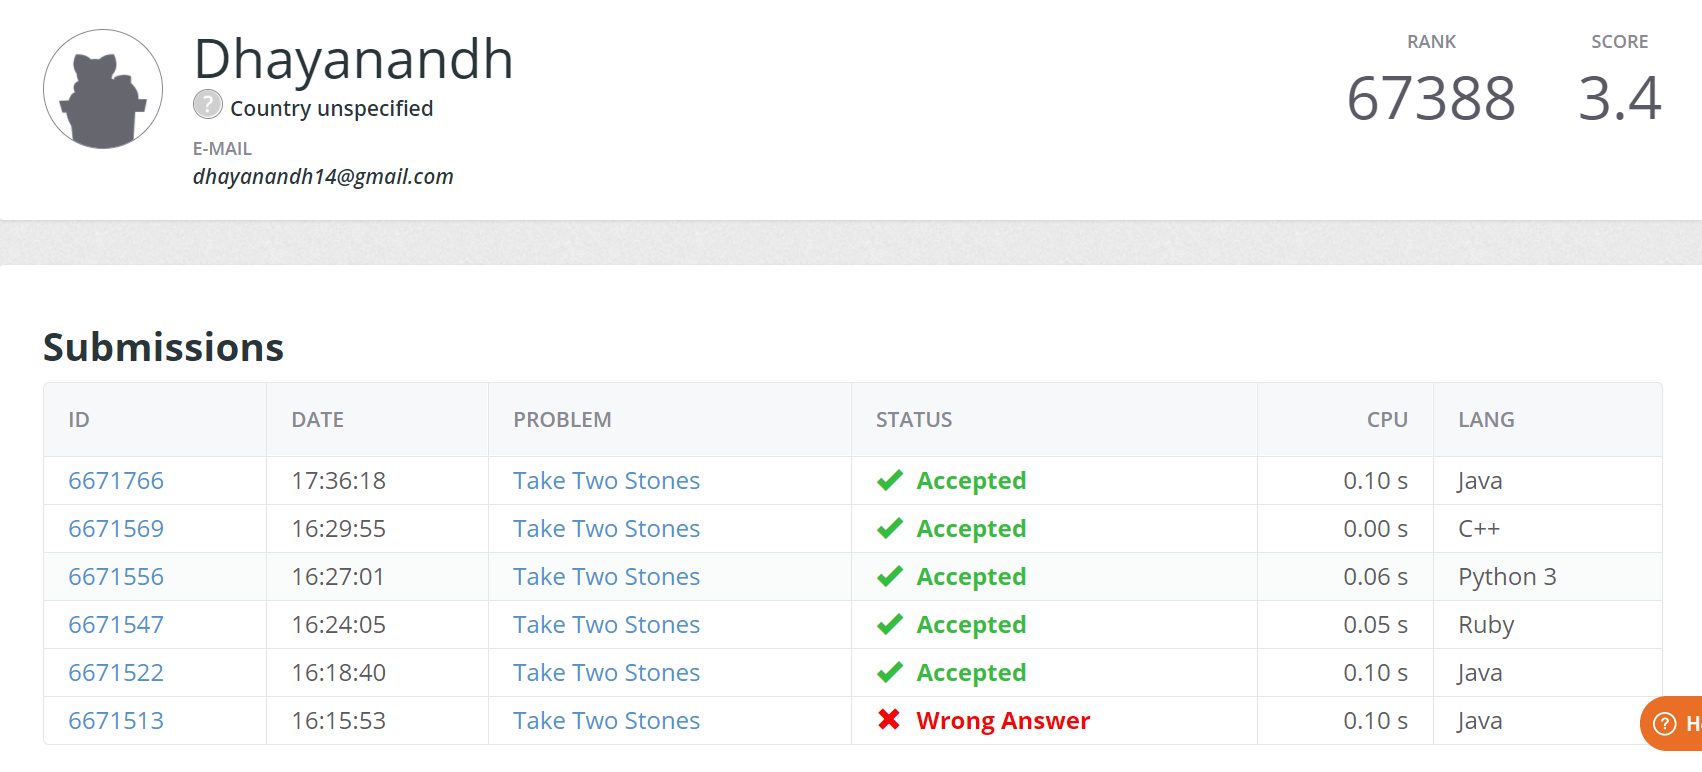 Dhayanandh
? Country unspecified
E-MAIL
dhayanandh14@gmail.com
RANK SCORE
67388 3.4
Submissions
ID DATE PROBLEM STATUS CPU LANG
6671766 17:36:18 Take Two Stones Accepted 0.10 s Java
6671569 16:29:55 Take Two Stones Accepted 0.00 s C++
6671556 16:27:01 Take Two Stones Accepted 0.06 s Python 3
6671547 16:24:05 Take Two Stones Accepted 0.05 s Ruby
6671522 16:18:40 Take Two Stones Accepted 0.10 s Java
6671513 16:15:53 Take Two Stones Wrong Answer 0.10 s Java
?